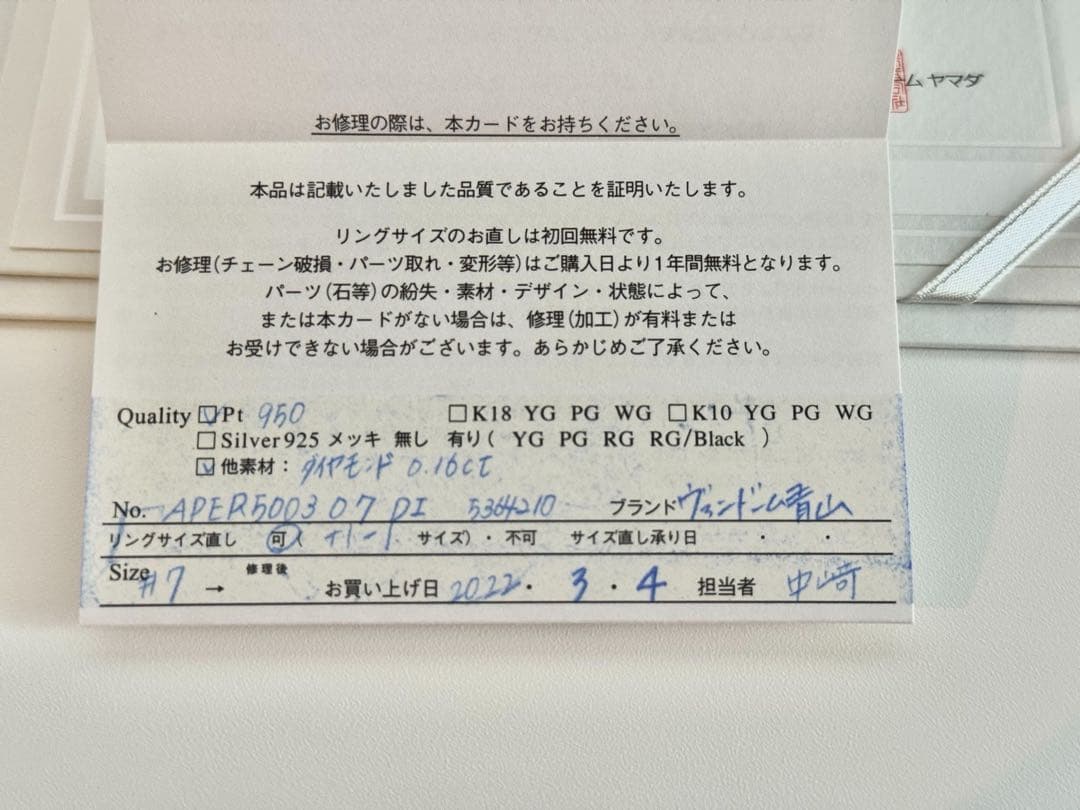 ム ヤマダ
お修理の際は、本カードをお持ちください。
本品は記載いたしました品質であることを証明いたします。
リングサイズのお直しは初回無料です。
お修理(チェーン破損・パーツ取れ・変形等)はご購入日より1年間無料となります。
パーツ(石等)の紛失・素材・デザイン・状態によって、
または本カードがない場合は、修理(加工)が有料または
お受けできない場合がございます。あらかじめご了承ください。
Quality ☑Pt 950 □K18 YG PG WG □K10 YG PG WG
□Silver925 メッキ 無し 有り( YG PG RG RG/Black )
☑他素材: ダイヤモンド 0.16ct
No. APER5003 07 DI 5364210 ブランド ヴァンドーム青山
リングサイズ直し 可( サイズ)・不可 サイズ直し承り日 ・ ・
Size #7 → 修理後 お買い上げ日 2022・3・4 担当者 中崎